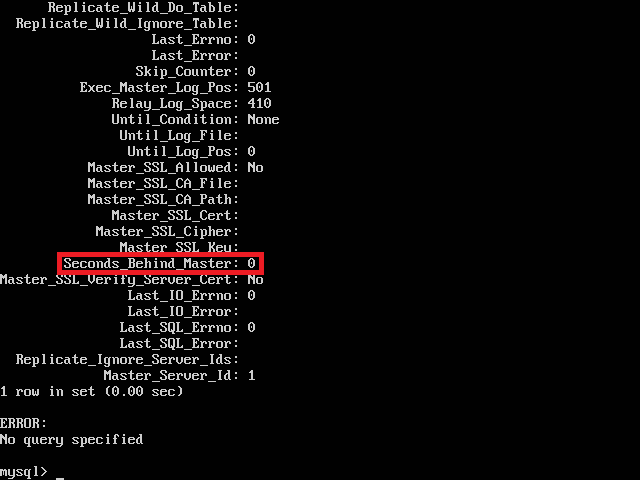 Replicate_Wild_Do_Table:
Replicate_Wild_Ignore_Table:
Last_Errno: 0
Last_Error:
Skip_Counter: 0
Exec_Master_Log_Pos: 501
Relay_Log_Space: 410
Until_Condition: None
Until_Log_File:
Until_Log_Pos: 0
Master_SSL_Allowed: No
Master_SSL_CA_File:
Master_SSL_CA_Path:
Master_SSL_Cert:
Master_SSL_Cipher:
Master_SSL_Key:
Seconds_Behind_Master: 0
Master_SSL_Verify_Server_Cert: No
Last_IO_Errno: 0
Last_IO_Error:
Last_SQL_Errno: 0
Last_SQL_Error:
Replicate_Ignore_Server_Ids:
Master_Server_Id: 1
1 row in set (0.00 sec)
ERROR:
No query specified
mysql> _